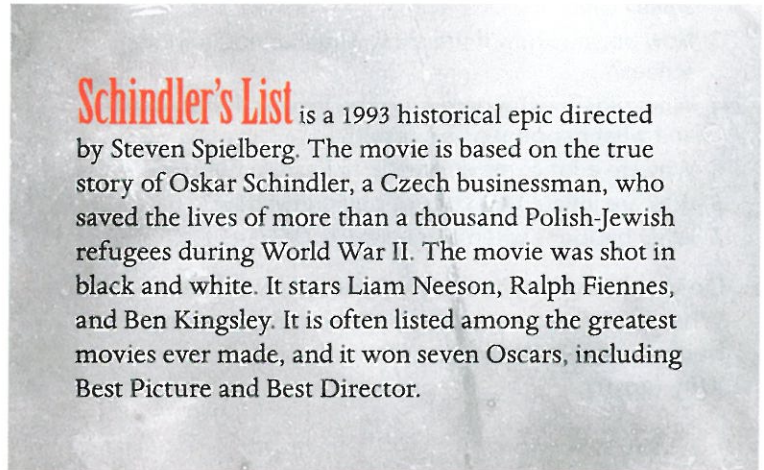 Schindler's List is a 1993 historical epic directed
by Steven Spielberg. The movie is based on the true
story of Oskar Schindler, a Czech businessman, who
saved the lives of more than a thousand Polish-Jewish
refugees during World War II. The movie was shot in
black and white. It stars Liam Neeson, Ralph Fiennes,
and Ben Kingsley. It is often listed among the greatest
movies ever made, and it won seven Oscars, including
Best Picture and Best Director.